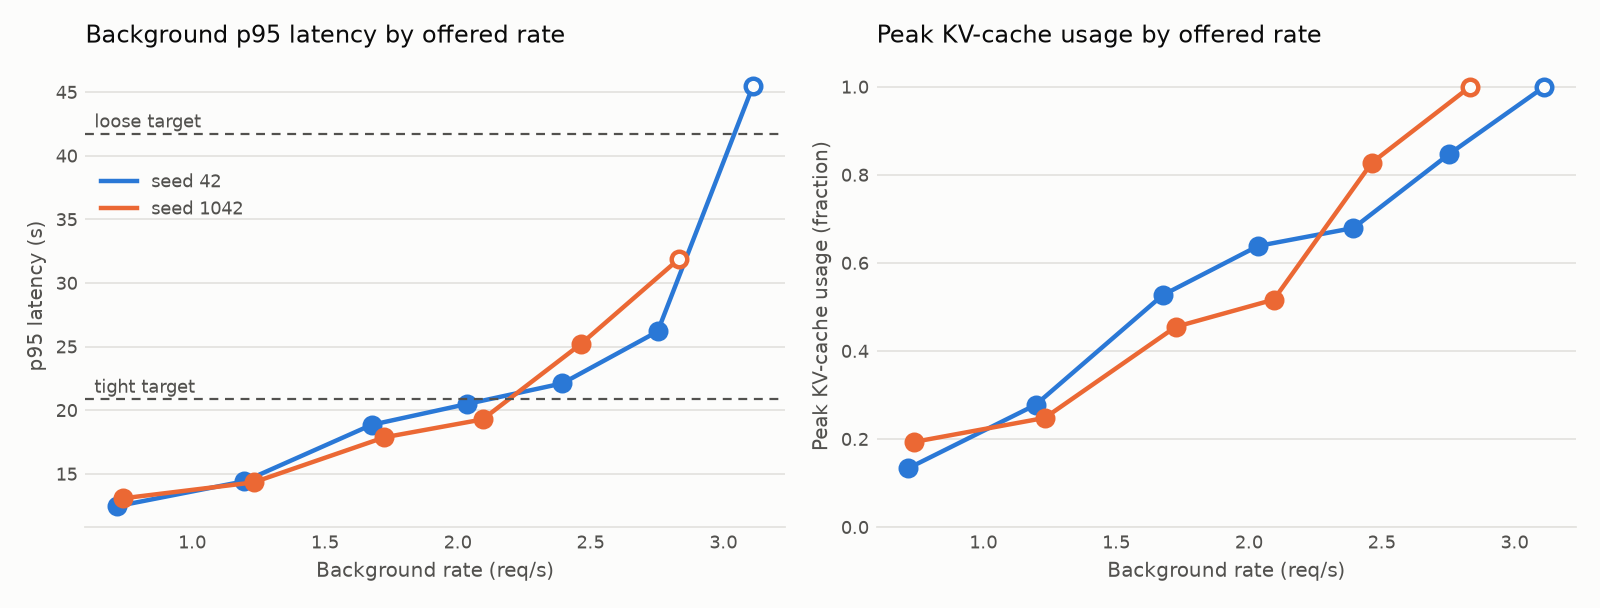 Background p95 latency by offered rate
45
40
35
30
25
20
15
p95 latency (s)
loose target
seed 42
seed 1042
tight target
1.0
1.5
2.0
2.5
3.0
Background rate (req/s)
Peak KV-cache usage by offered rate
1.0
0.8
0.6
0.4
0.2
0.0
Peak KV-cache usage (fraction)
1.0
1.5
2.0
2.5
3.0
Background rate (req/s)